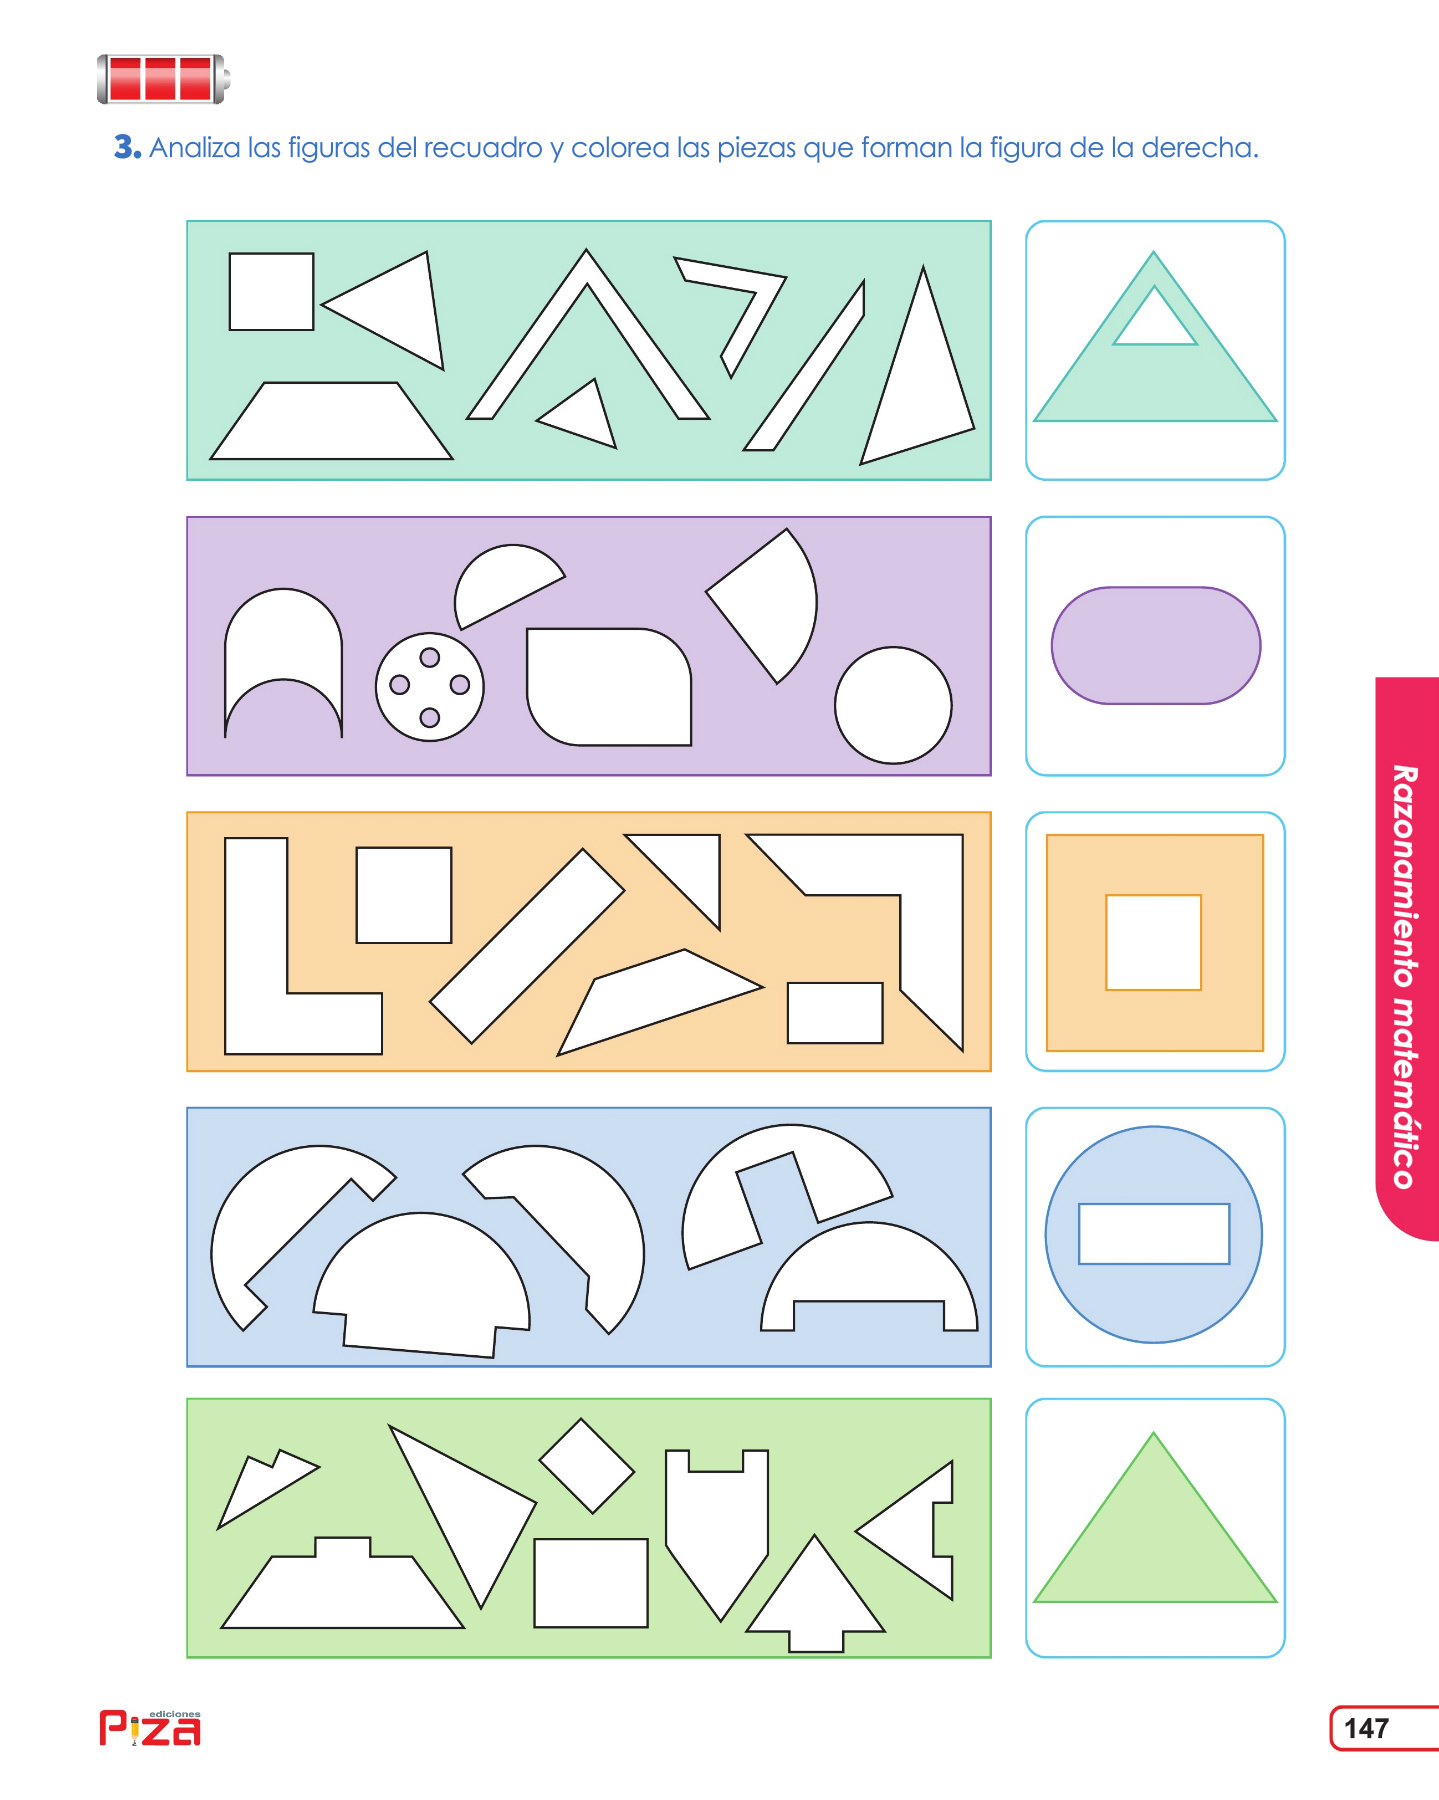 3. Analiza las figuras del recuadro y colorea las piezas que forman la figura de la derecha.
Razonamiento matemático
ediciones
Piza
147